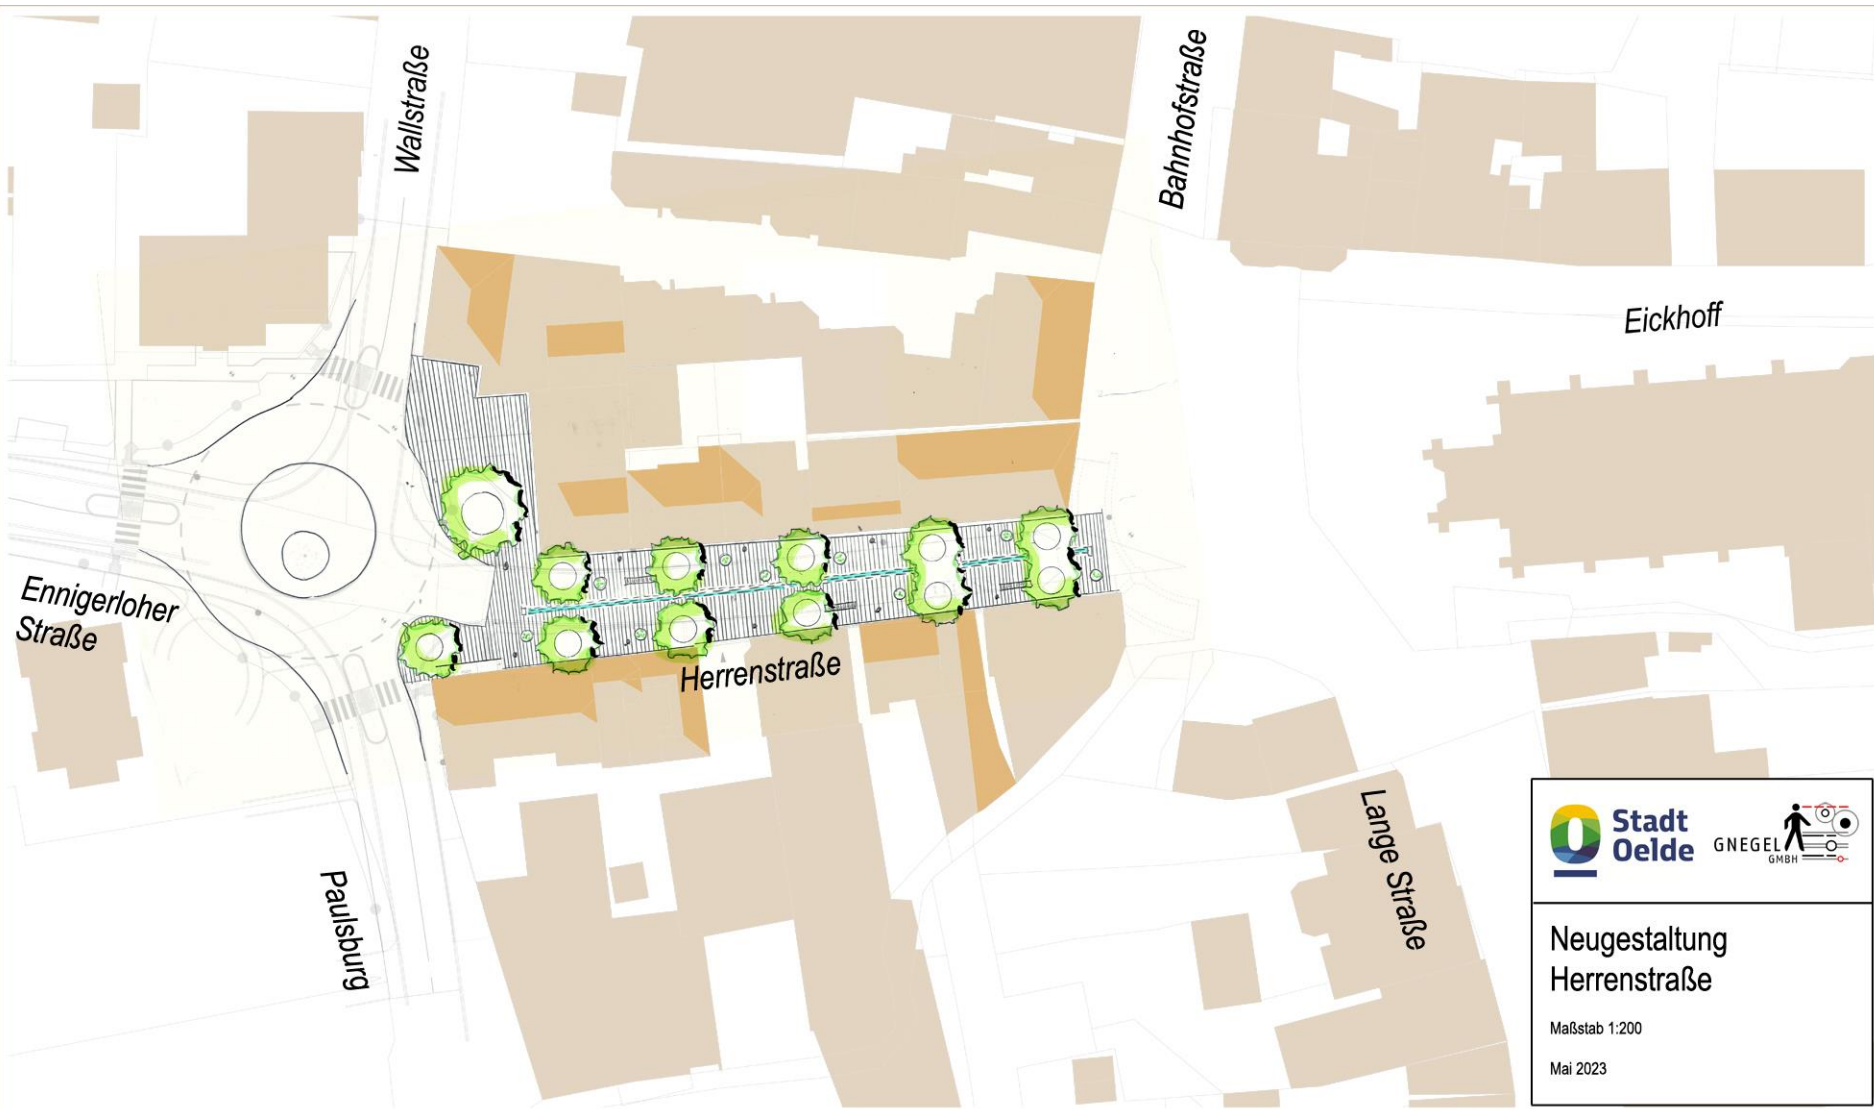 Wallstraße
Bahnhofstraße
Eickhoff
Ennigerloher
Straße
Herrenstraße
Paulsburg
Lange Straße
Stadt
Oelde
GNEGEL
GMBH
Neugestaltung
Herrenstraße
Maßstab 1:200
Mai 2023